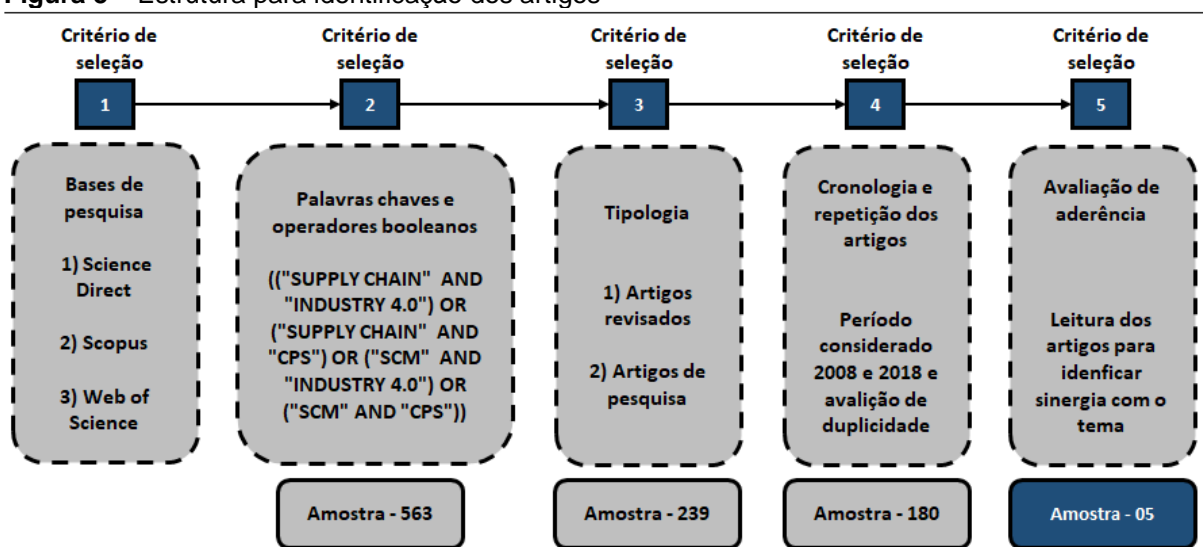 Figura 3 – Estrutura para identificação dos artigos
Critério de
seleção
1
Bases de
pesquisa
1) Science
Direct
2) Scopus
3) Web of
Science
Critério de
seleção
2
Palavras chaves e
operadores booleanos
(("SUPPLY CHAIN" AND
"INDUSTRY 4.0") OR
("SUPPLY CHAIN" AND
"CPS") OR ("SCM" AND
"INDUSTRY 4.0") OR
("SCM" AND "CPS"))
Amostra - 563
Critério de
seleção
3
Tipologia
1) Artigos
revisados
2) Artigos de
pesquisa
Amostra - 239
Critério de
seleção
4
Cronologia e
repetição dos
artigos
Período
considerado
2008 e 2018 e
avalição de
duplicidade
Amostra - 180
Critério de
seleção
5
Avaliação de
aderência
Leitura dos
artigos para
idenficar
sinergia com o
tema
Amostra - 05